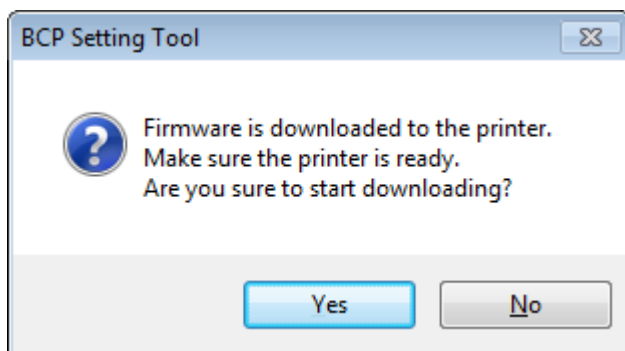 BCP Setting Tool
Firmware is downloaded to the printer.
Make sure the printer is ready.
Are you sure to start downloading?
Yes
No